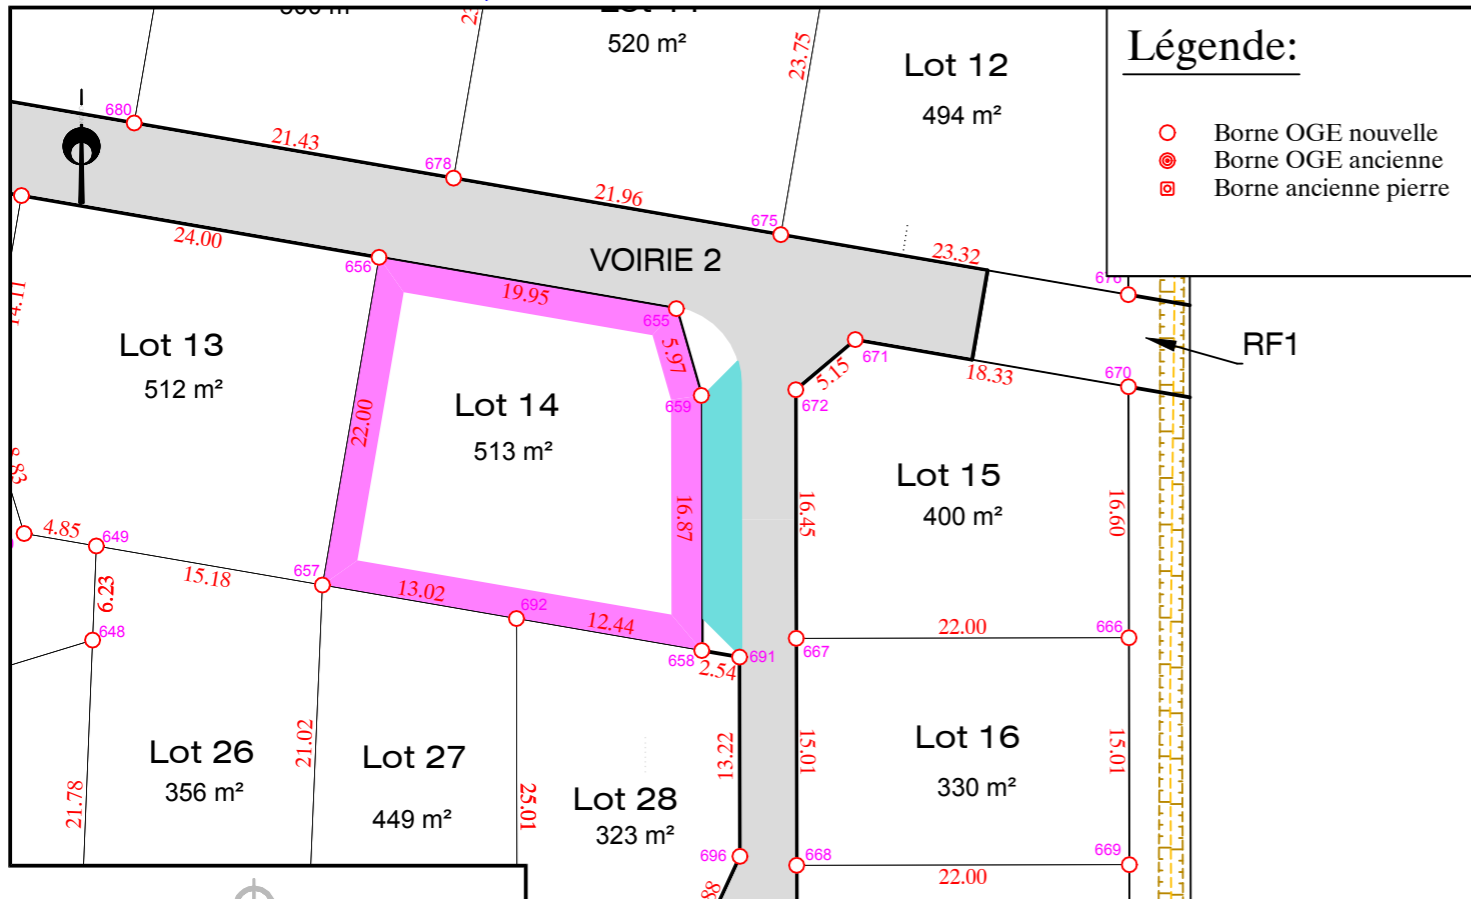 520 m²
23.75
Lot 12
494 m²
Légende:
Borne OGE nouvelle
Borne OGE ancienne
Borne ancienne pierre
680
21.43
678
21.96
675
23.32
VOIRIE 2
24.00
656
19.95
655
5.97
659
671
5.15
672
18.33
670
RF1
14.11
Lot 13
512 m²
22.00
Lot 14
513 m²
16.87
Lot 15
400 m²
16.45
16.60
4.85
649
15.18
657
13.02
692
12.44
658
2.54
691
6.23
648
667
22.00
666
Lot 26
356 m²
21.78
21.02
Lot 27
449 m²
25.01
Lot 28
323 m²
13.22
696
15.01
Lot 16
330 m²
15.01
668
22.00
669